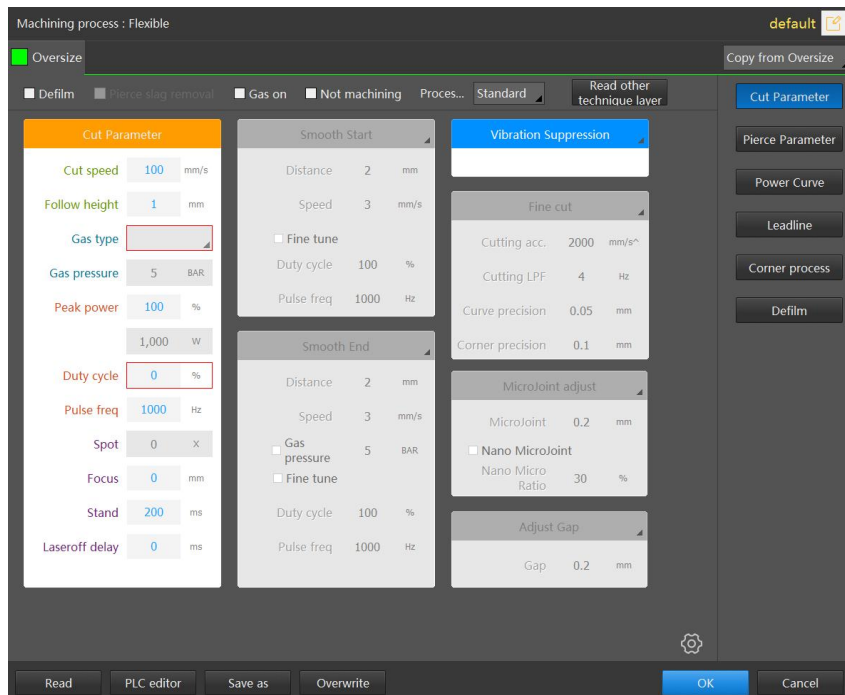 Machining process : Flexible
default
Oversize
Copy from Oversize
Defilm
Pierce slag removal
Gas on
Not machining
Proces...
Standard
Read other
technique layer
Cut Parameter
Cut speed 100 mm/s
Follow height 1 mm
Gas type
Gas pressure 5 BAR
Peak power 100 %
1,000 W
Duty cycle 0 %
Pulse freq 1000 Hz
Spot 0 X
Focus 0 mm
Stand 200 ms
Laseroff delay 0 ms
Smooth Start
Distance 2 mm
Speed 3 mm/s
Fine tune
Duty cycle 100 %
Pulse freq 1000 Hz
Smooth End
Distance 2 mm
Speed 3 mm/s
Gas
pressure 5 BAR
Fine tune
Duty cycle 100 %
Pulse freq 1000 Hz
Vibration Suppression
Fine cut
Cutting acc. 2000 mm/s^
Cutting LPF 4 Hz
Curve precision 0.05 mm
Corner precision 0.1 mm
MicroJoint adjust
MicroJoint 0.2 mm
Nano MicroJoint
Nano Micro
Ratio 30 %
Adjust Gap
Gap 0.2 mm
Cut Parameter
Pierce Parameter
Power Curve
Leadline
Corner process
Defilm
Read
PLC editor
Save as
Overwrite
OK
Cancel